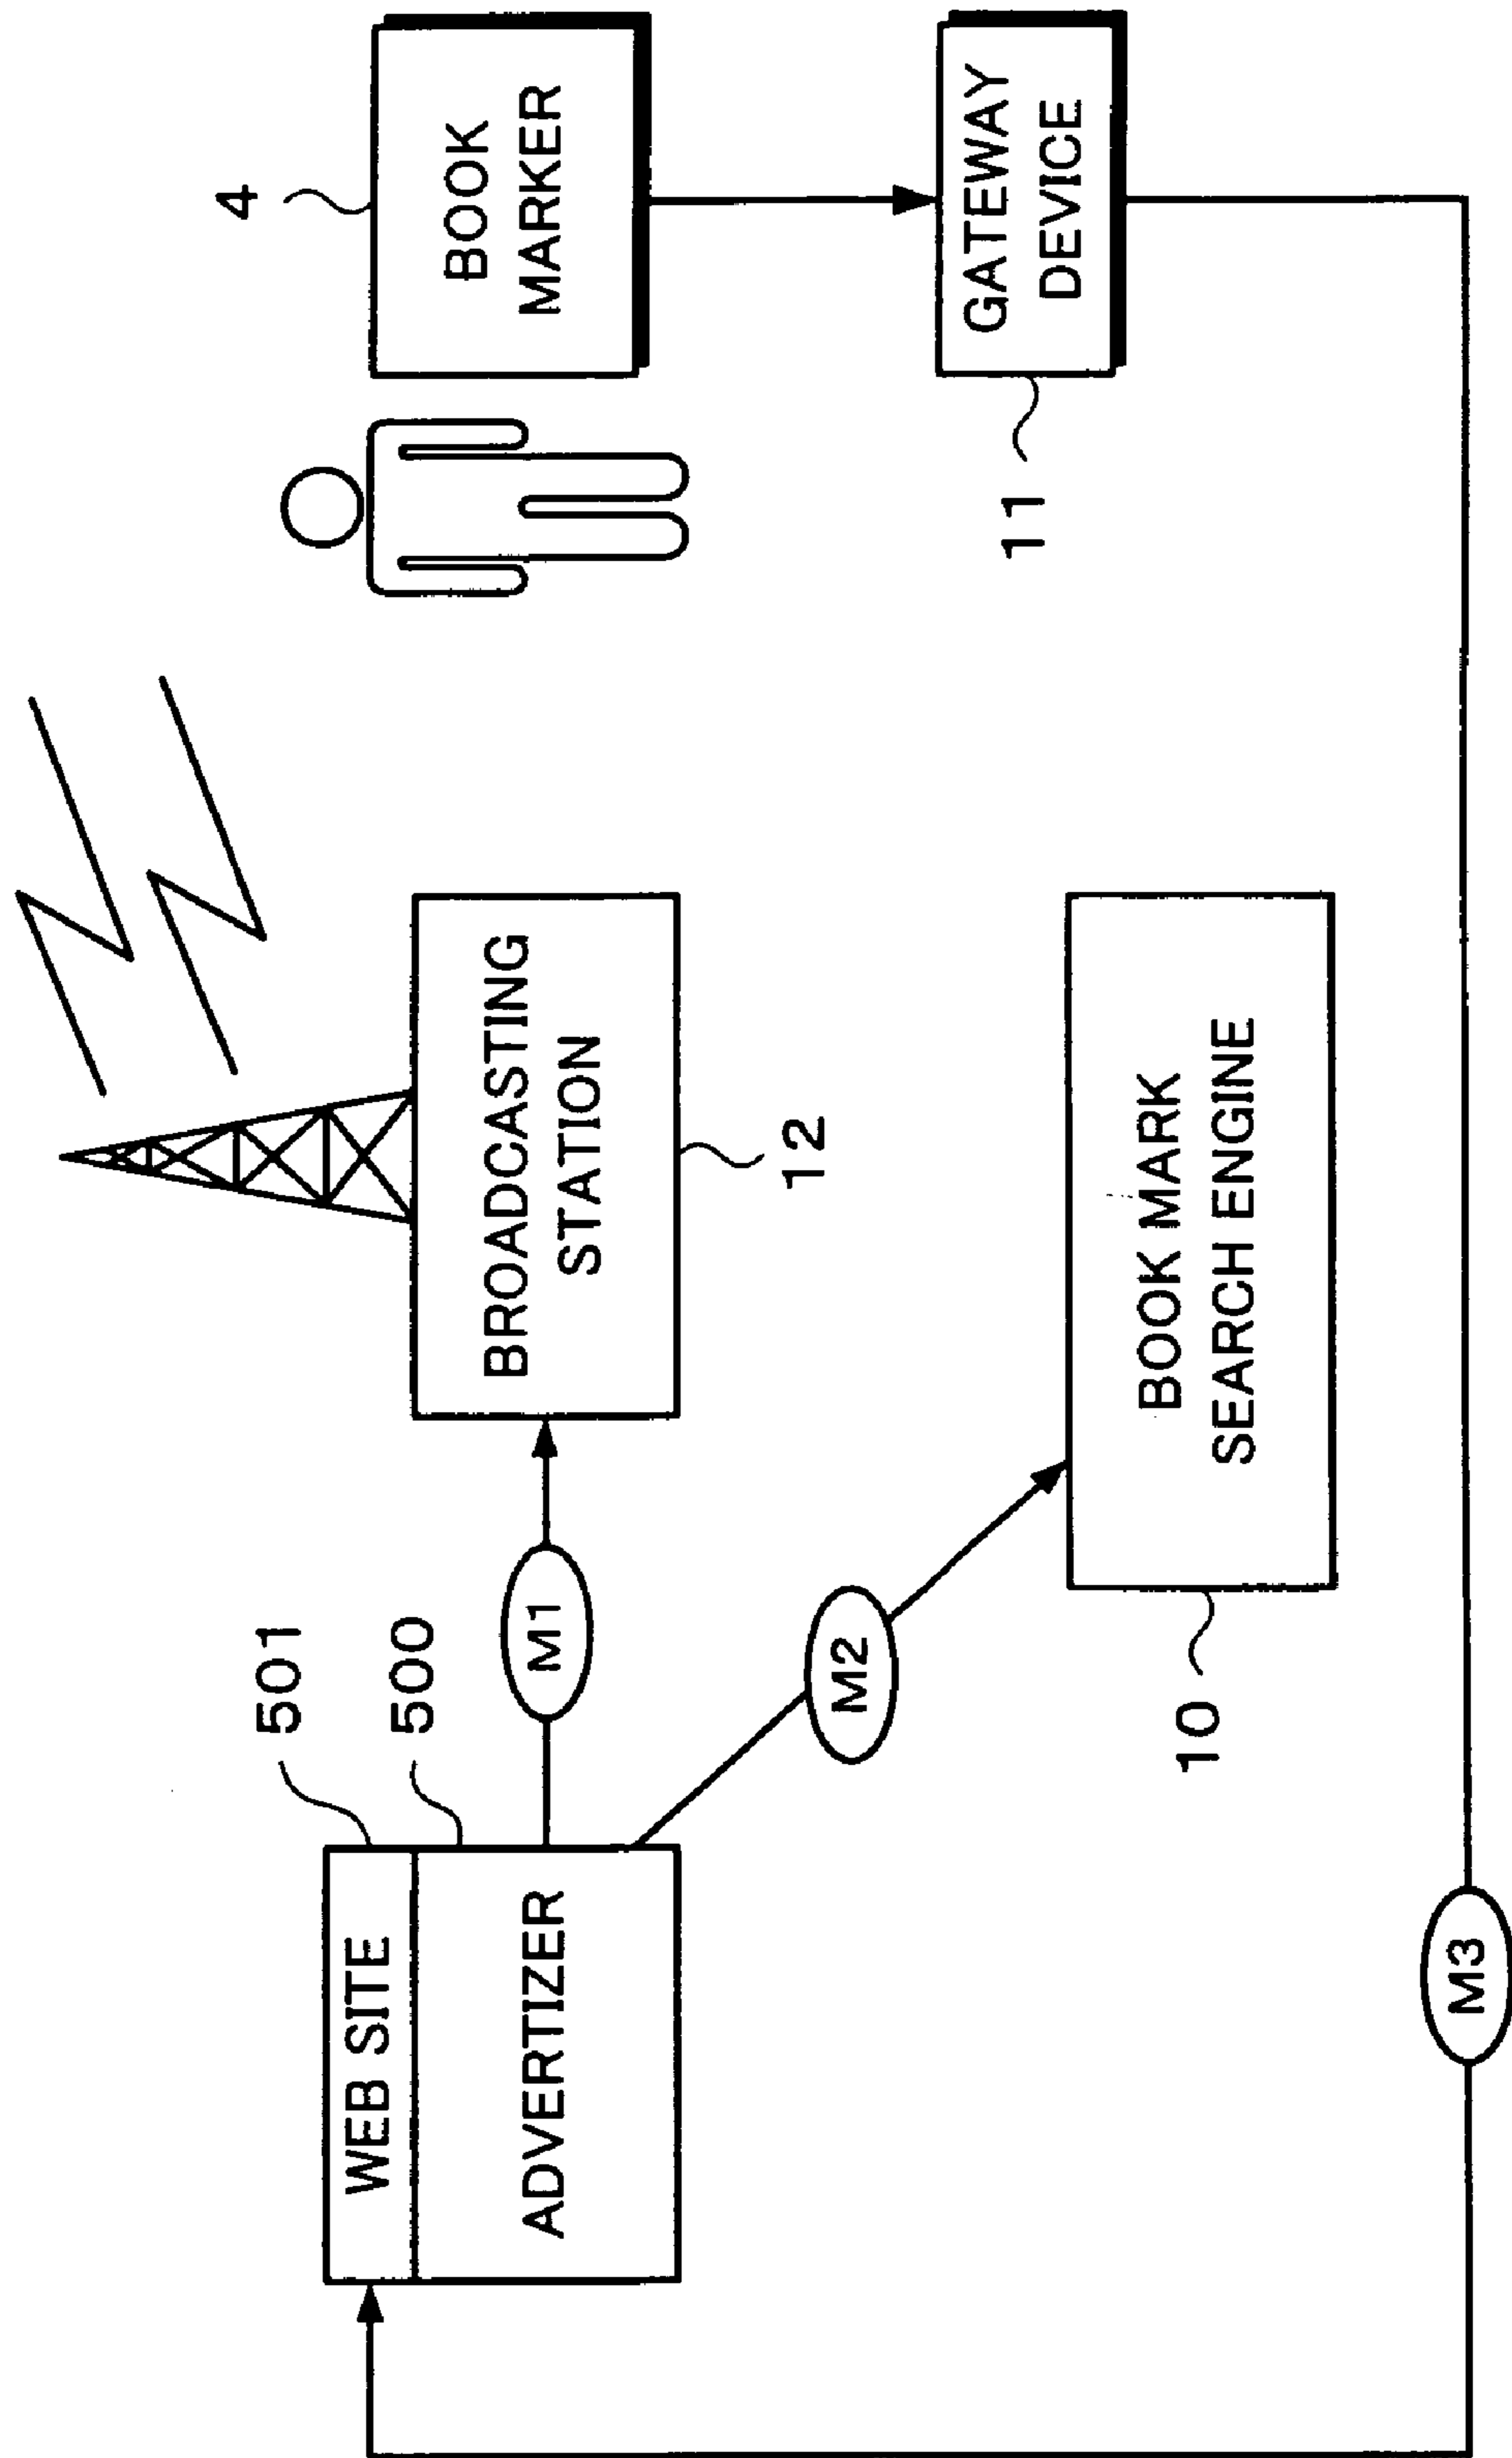 501
500
WEB SITE
ADVERTIZER
M1
M2
BROADCASTING
STATION
12
BOOK MARK
SEARCH ENGINE
10
4
BOOK
MARKER
GATEWAY
DEVICE
11
M3